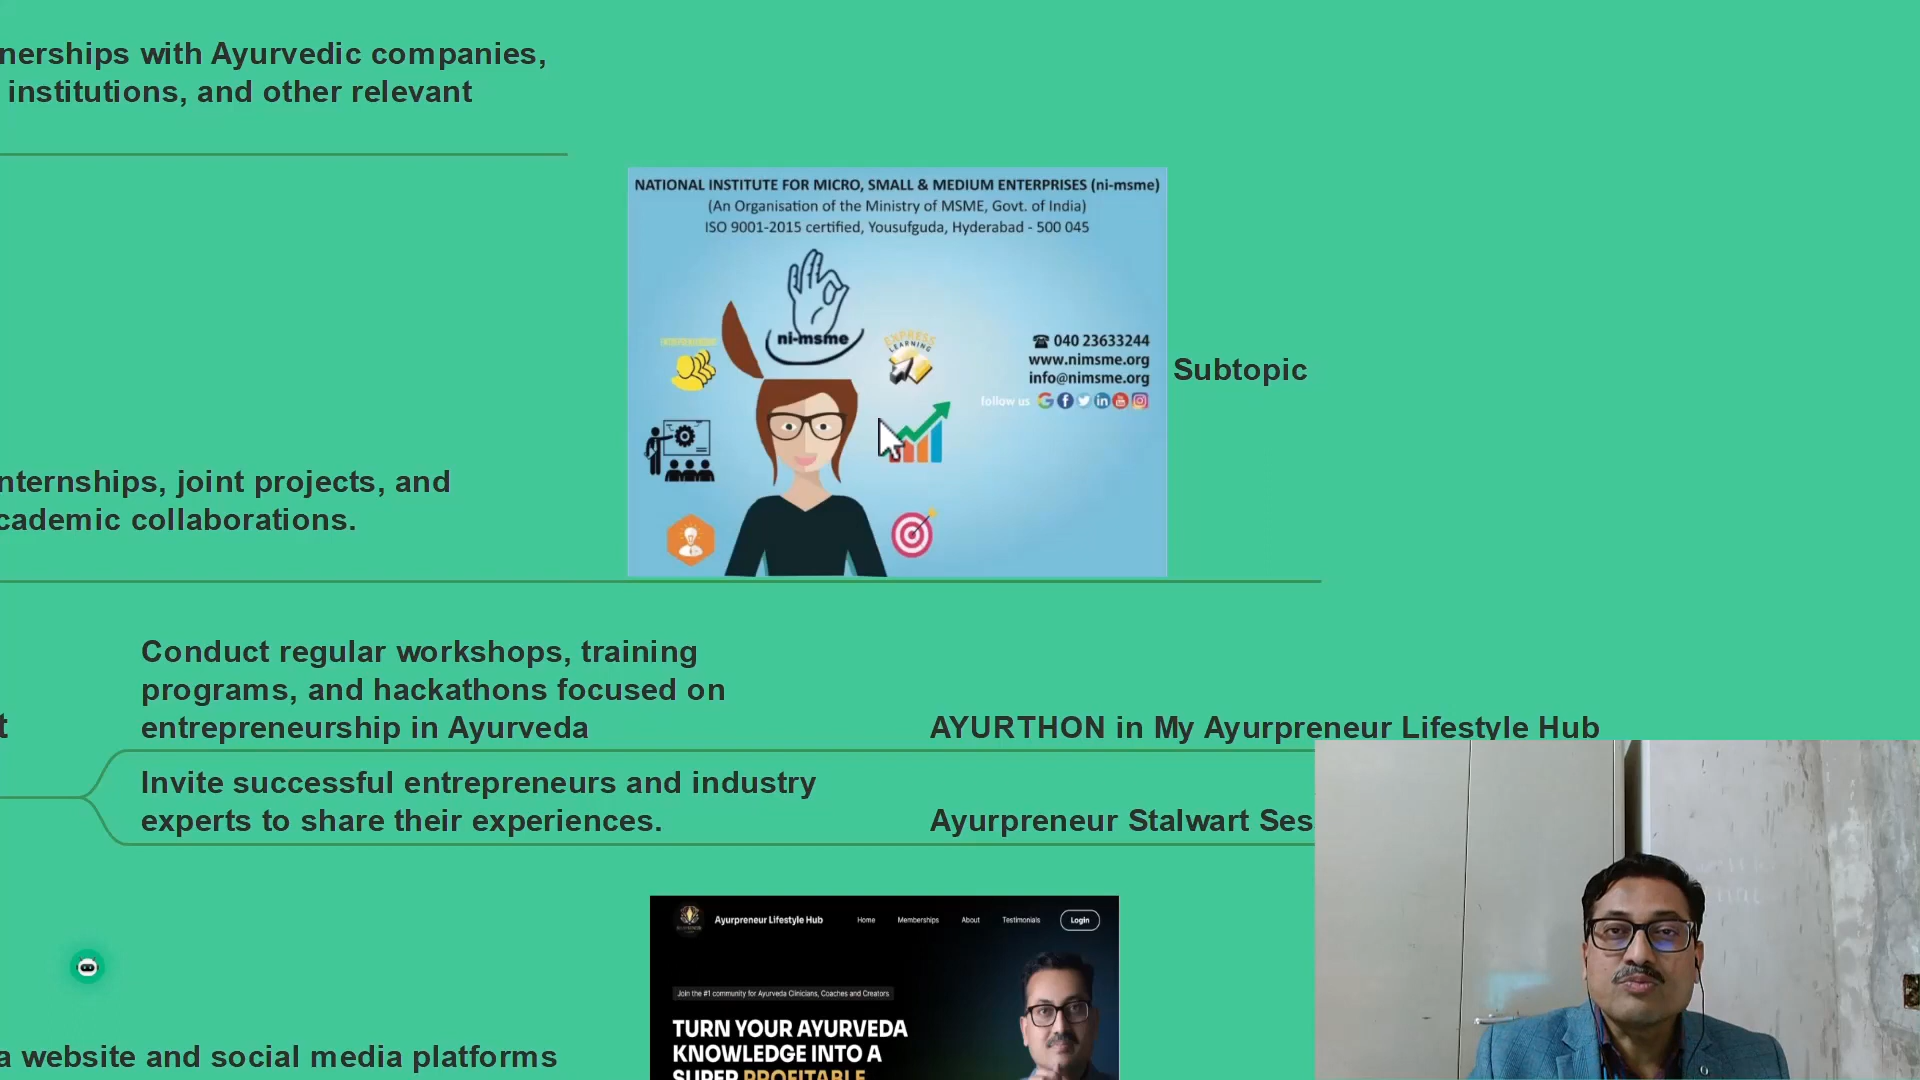 nerships with Ayurvedic companies,
institutions, and other relevant
NATIONAL INSTITUTE FOR MICRO, SMALL & MEDIUM ENTERPRISES (ni-msme)
(An Organisation of the Ministry of MSME, Govt. of India)
ISO 9001-2015 certified, Yousufguda, Hyderabad - 500 045
ni-msme
EXPRESS
LEARNING
040 23633244
www.nimsme.org
info@nimsme.org
follow us
Subtopic
nternships, joint projects, and
cademic collaborations.
Conduct regular workshops, training
programs, and hackathons focused on
entrepreneurship in Ayurveda
AYURTHON in My Ayurpreneur Lifestyle Hub
t
Invite successful entrepreneurs and industry
experts to share their experiences.
Ayurpreneur Stalwart Ses
Ayurpreneur Lifestyle Hub
Home
Memberships
About
Testimonials
Login
Join the #1 community for Ayurveda Clinicians, Coaches and Creators
TURN YOUR AYURVEDA
KNOWLEDGE INTO A
SUPER PROFITABLE
a website and social media platforms